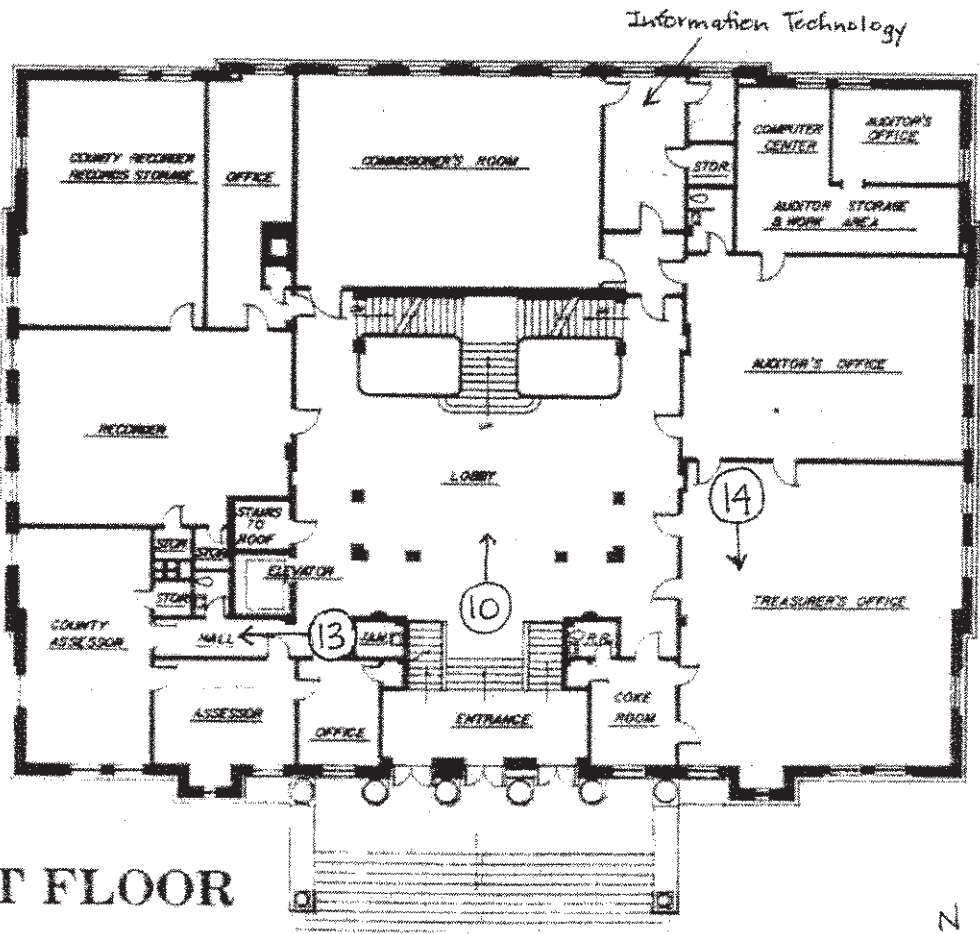 Information Technology
COUNTY RECORDER
RECORDS STORAGE
OFFICE
COMMISIONER'S ROOM
STOR.
COMPUTER
CENTER
AUDITOR'S
OFFICE
AUDITOR STORAGE
& WORK AREA
AUDITOR'S OFFICE
RECORDER
LOBBY
STAIRS
TO
ROOF
14
STOR
STOR
ELEVATOR
STOR
10
TREASURER'S OFFICE
COUNTY
ASSESSOR
HALL
13
JAN.
R.R.
ASSESSOR
OFFICE
ENTRANCE
COKE
ROOM
T FLOOR
N